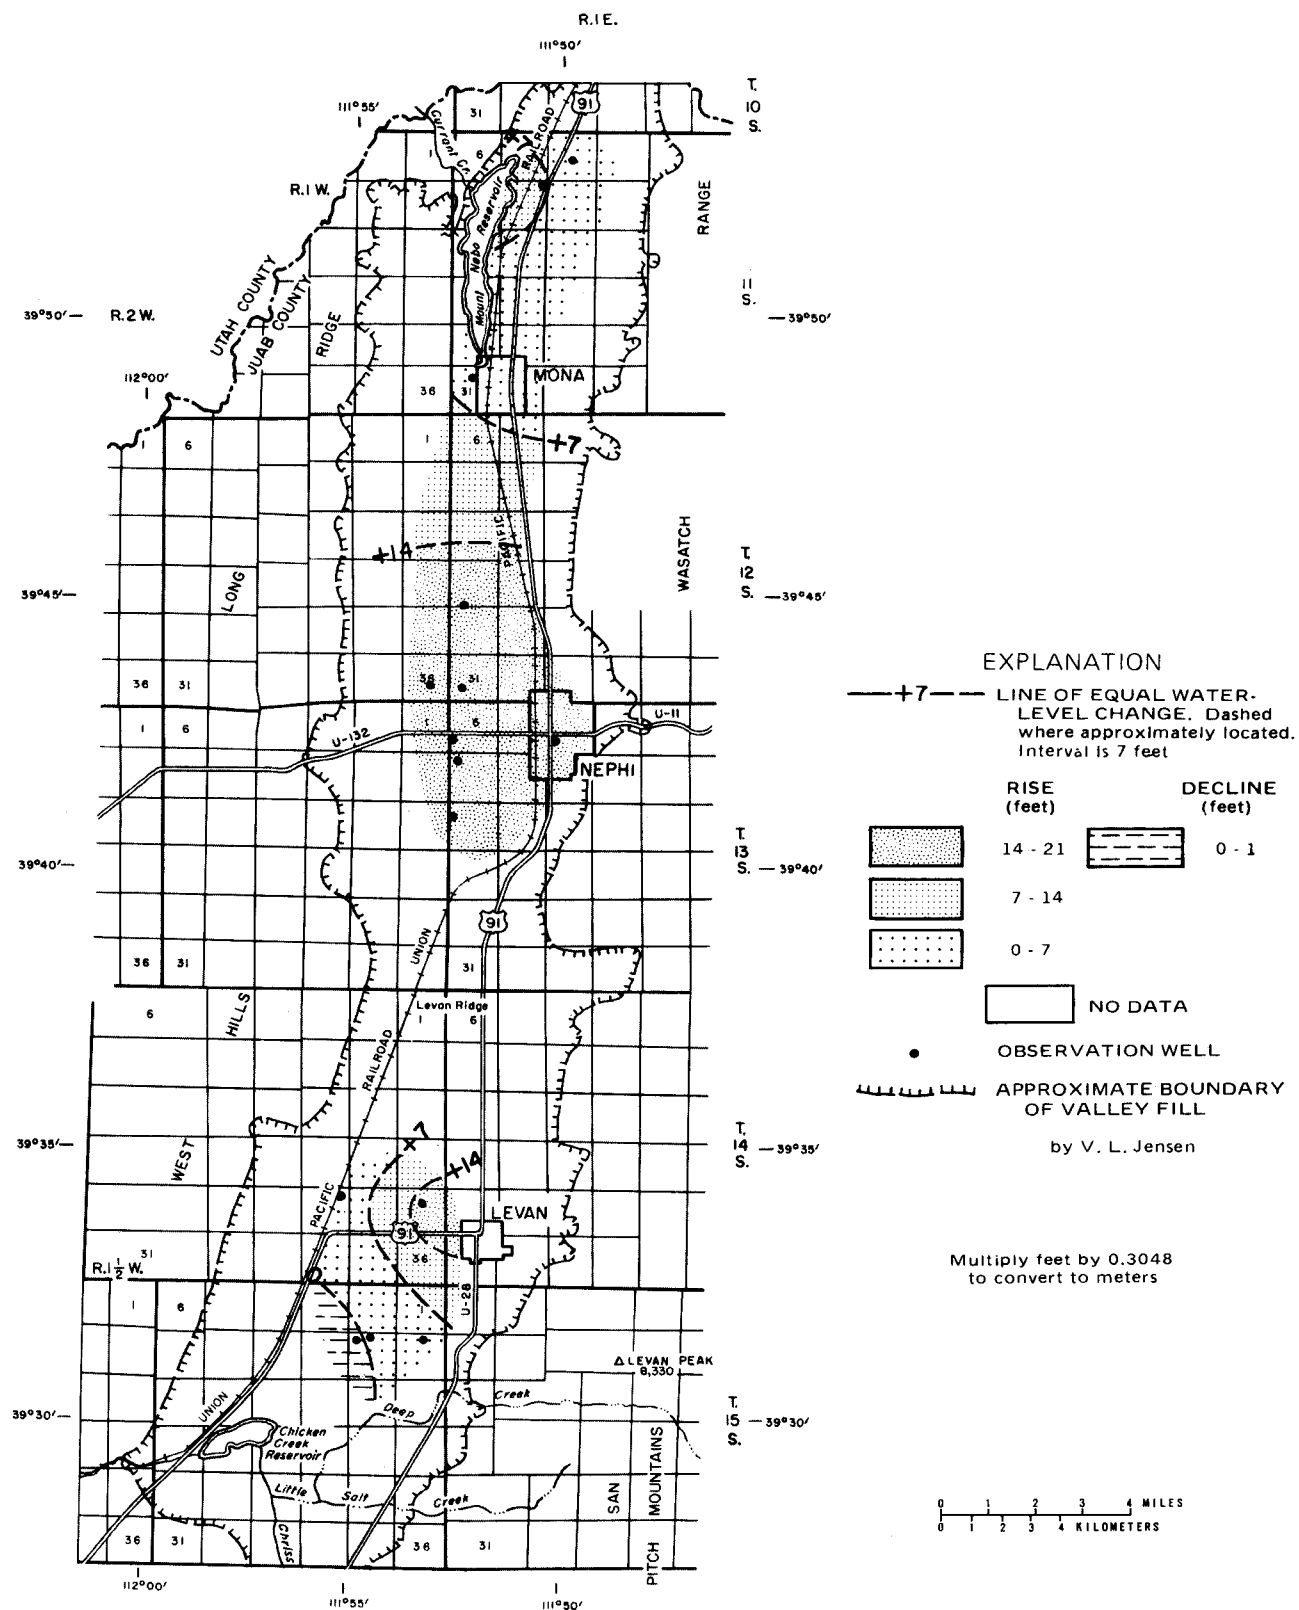 R.1 E.
111°50′
T.
10
S.
111°55′
31
91
RAILROAD
Currant Cr.
1
6
7
R.1 W.
Mount Nebo Reservoir
RANGE
UTAH COUNTY
JUAB COUNTY
11
S.
39°50′
R.2 W.
39°50′
RIDGE
112°00′
MONA
36
31
1
6
1
6
+7
PACIFIC
+14
WASATCH
T.
12
S.
39°45′
LONG
39°45′
36
31
36
31
1
6
1
6
U-132
U-11
NEPHI
T.
13
S.
39°40′
39°40′
91
UNION
36
31
31
Levan Ridge
6
1
6
HILLS
RAILROAD
39°35′
WEST
+7
+14
T.
14
S.
39°35′
PACIFIC
LEVAN
91
31
36
R.1 1/2 W.
1
6
1
U-28
△ LEVAN PEAK
8,330
39°30′
UNION
Deep
Creek
T.
15
S.
39°30′
Chicken
Creek
Reservoir
Little Salt Creek
SAN
PITCH MOUNTAINS
Chriss
36
31
36
31
112°00′
111°55′
111°50′
EXPLANATION
+7
LINE OF EQUAL WATER-
LEVEL CHANGE. Dashed
where approximately located.
Interval is 7 feet
RISE
(feet)
DECLINE
(feet)
14 - 21
0 - 1
7 - 14
0 - 7
NO DATA
OBSERVATION WELL
APPROXIMATE BOUNDARY
OF VALLEY FILL
by V. L. Jensen
Multiply feet by 0.3048
to convert to meters
0 1 2 3 4 MILES
0 1 2 3 4 KILOMETERS